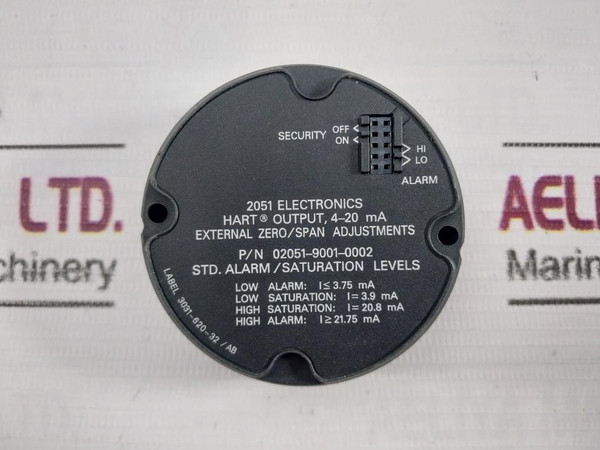 SECURITY OFF
ON
HI
LO
ALARM
2051 ELECTRONICS
HART® OUTPUT, 4–20 mA
EXTERNAL ZERO/SPAN ADJUSTMENTS
P/N 02051–9001–0002
STD. ALARM/SATURATION LEVELS
LOW ALARM: I≤3.75 mA
LOW SATURATION: I=3.9 mA
HIGH SATURATION: I=20.8 mA
HIGH ALARM: I≥21.75 mA
LABEL 3031–620–32 /AB
LTD.
chinery
AEL
Marin